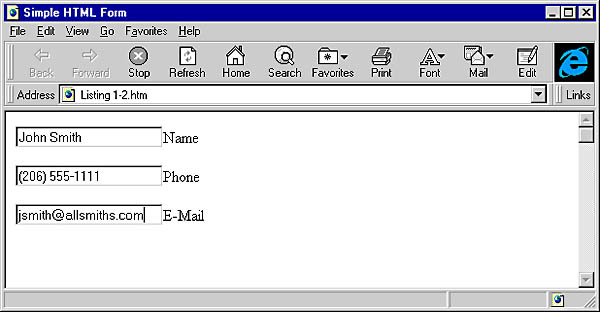 Simple HTML Form
File Edit View Go Favorites Help
Back Forward Stop Refresh Home Search Favorites Print Font Mail Edit
Address Listing 1-2.htm Links
John Smith Name
(206) 555-1111 Phone
jsmith@allsmiths.com E-Mail